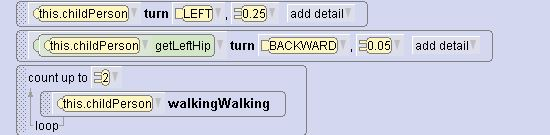 this.childPerson turn LEFT , 0.25 add detail
this.childPerson getLeftHip turn BACKWARD , 0.05 add detail
count up to 2
this.childPerson walkingWalking
loop